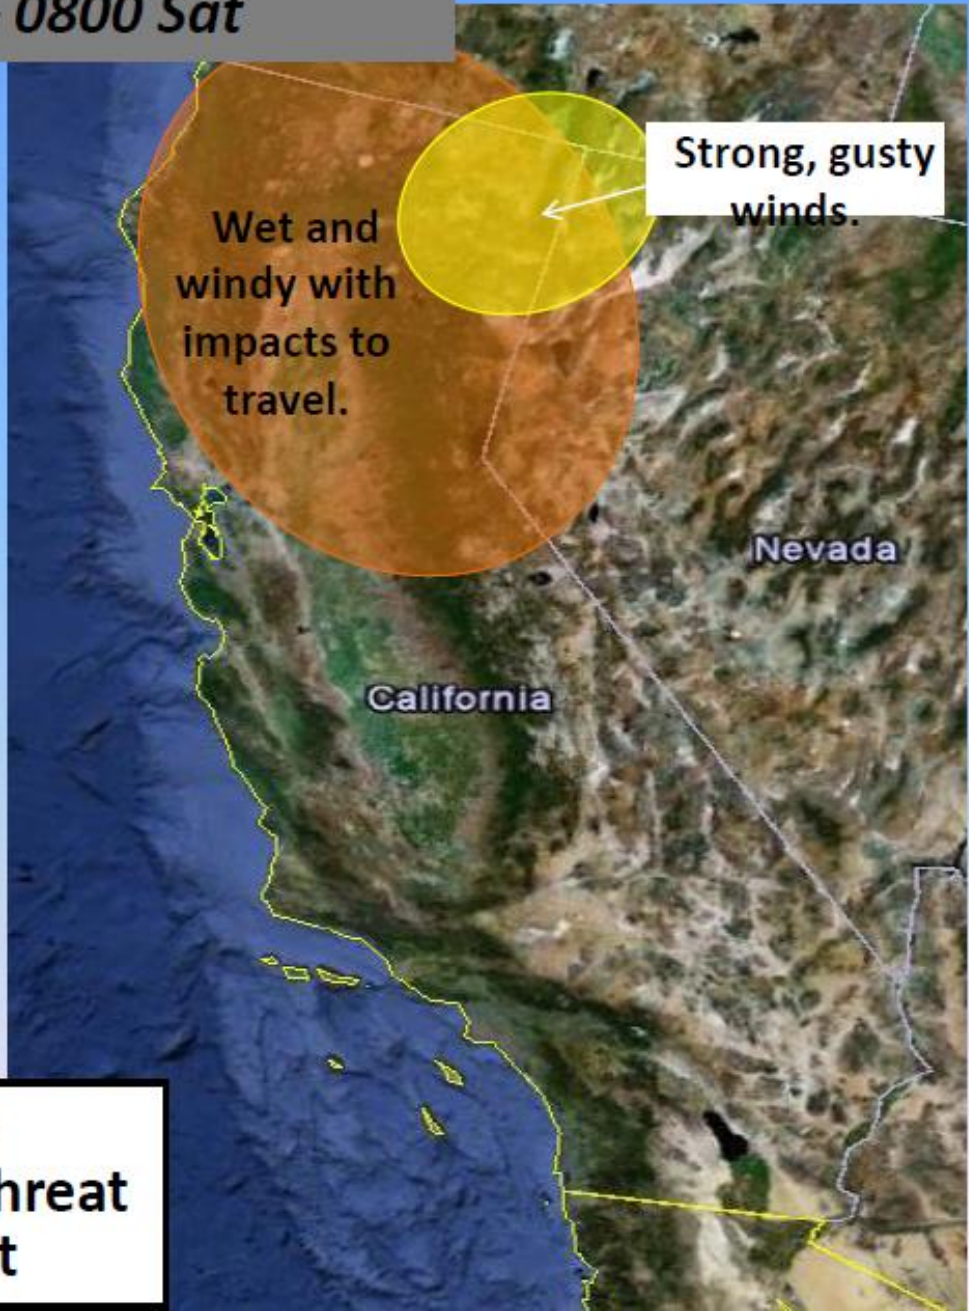 0800 Sat
Strong, gusty
winds.
Wet and
windy with
impacts to
travel.
Nevada
California
hreat
t